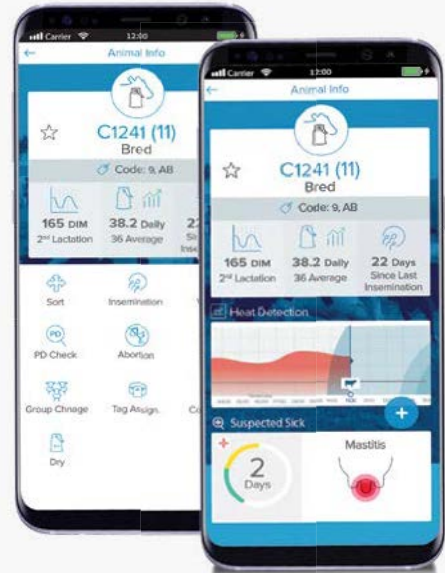 Carrier 12:00
Animal Info
C1241 (11)
Bred
Code: 9, AB
165 DIM
2nd Lactation
38.2 Daily
36 Average
Sort
Insemination
PD
PD Check
Abortion
Group Chnage
Tag Assign.
Dry
Carrier 12:00
Animal Info
C1241 (11)
Bred
Code: 9, AB
165 DIM
2nd Lactation
38.2 Daily
36 Average
22 Days
Since Last
Insemination
Heat Detection
Suspected Sick
2
Days
Mastitis